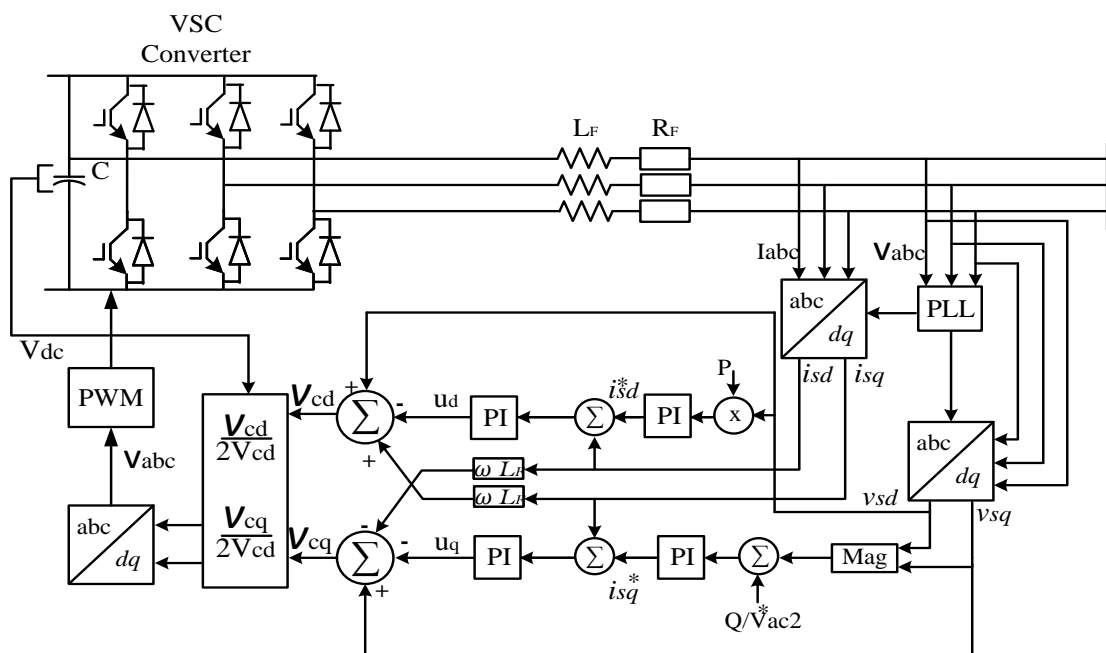 VSC
Converter
C
LF
RF
Iabc
Vabc
abc
dq
PLL
isd
isq
Vdc
PWM
Vabc
abc
dq
Vcd
2Vcd
Vcq
2Vcd
Vcd
Vcq
+
Σ
-
+
ud
PI
Σ
i*sd
PI
P
x
ω LF
ω LF
-
Σ
-
+
uq
PI
Σ
isq*
PI
Σ
Q/V*ac2
Mag
abc
dq
vsd
vsq